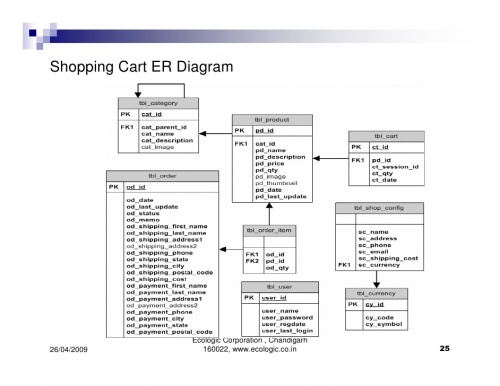 Shopping Cart ER Diagram
tbl_category
PK cat_id
FK1 cat_parent_id
cat_name
cat_description
cat_image
tbl_product
PK pd_id
FK1 cat_id
pd_name
pd_description
pd_price
pd_qty
pd_image
pd_thumbnail
pd_date
pd_last_update
tbl_cart
PK ct_id
FK1 pd_id
ct_session_id
ct_qty
ct_date
tbl_order
PK od_id
od_date
od_last_update
od_status
od_memo
od_shipping_first_name
od_shipping_last_name
od_shipping_address1
od_shipping_address2
od_shipping_phone
od_shipping_state
od_shipping_city
od_shipping_postal_code
od_shipping_cost
od_payment_first_name
od_payment_last_name
od_payment_address1
od_payment_address2
od_payment_phone
od_payment_city
od_payment_state
od_payment_postal_code
tbl_order_item
FK1 od_id
FK2 pd_id
od_qty
tbl_shop_config
sc_name
sc_address
sc_phone
sc_email
sc_shipping_cost
FK1 sc_currency
tbl_user
PK user_id
user_name
user_password
user_regdate
user_last_login
tbl_currency
PK cy_id
cy_code
cy_symbol
26/04/2009
Ecologic Corporation , Chandigarh
160022, www.ecologic.co.in
25